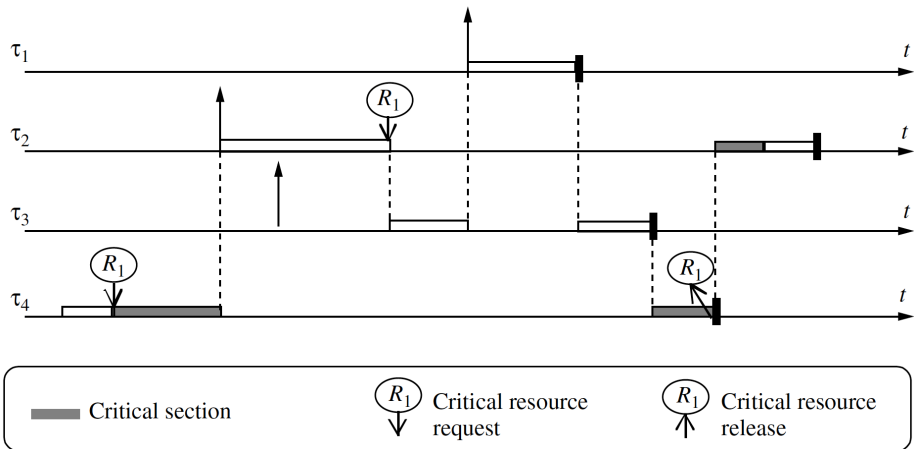 τ1 t
R1
τ2 t
τ3 t
R1 R1
τ4 t
Critical section
R1 Critical resource request
R1 Critical resource release